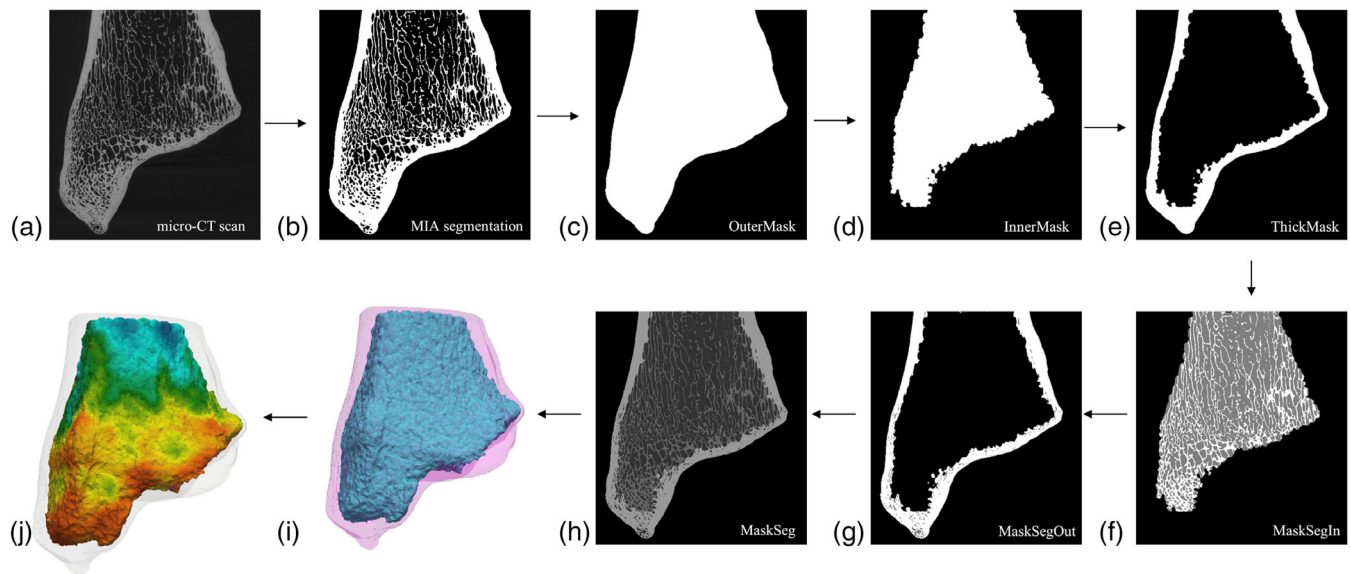 (a) micro-CT scan
(b) MIA segmentation
(c) OuterMask
(d) InnerMask
(e) ThickMask
(j)
(i)
(h) MaskSeg
(g) MaskSegOut
(f) MaskSegIn